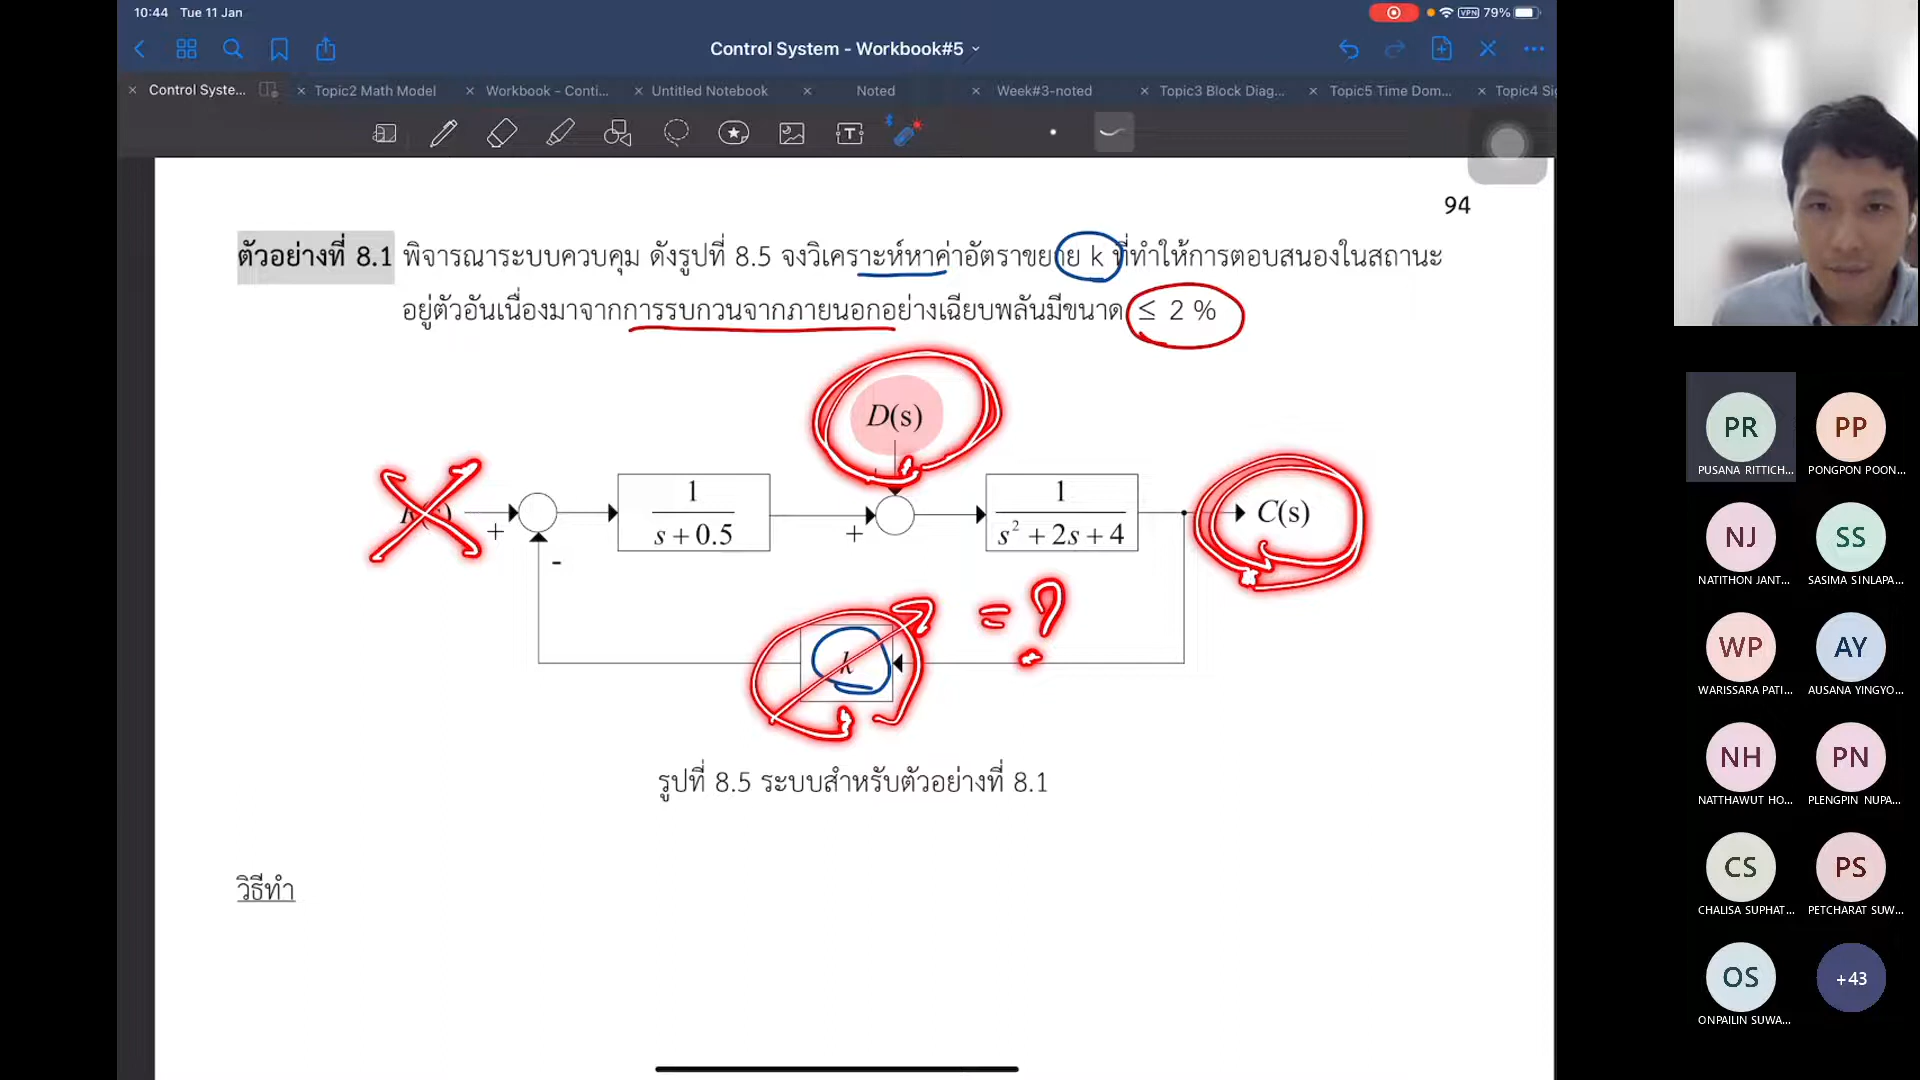 10:44 Tue 11 Jan
VPN 79%
Control System - Workbook#5
Control Syste...
Topic2 Math Model
Workbook - Conti...
Untitled Notebook
Noted
Week#3-noted
Topic3 Block Diag...
Topic5 Time Dom...
Topic4 Si
94
ตัวอย่างที่ 8.1 พิจารณาระบบควบคุม ดังรูปที่ 8.5 จงวิเคราะห์หาค่าอัตราขยาย k ที่ทำให้การตอบสนองในสถานะ
อยู่ตัวอันเนื่องมาจากการรบกวนจากภายนอกอย่างเฉียบพลันมีขนาด ≤ 2 %
D(s)
R(s)
+
-
1
s + 0.5
+
1
s² + 2s + 4
C(s)
k
= ?
รูปที่ 8.5 ระบบสำหรับตัวอย่างที่ 8.1
วิธีทำ
PR
PUSANA RITTICH...
PP
PONGPON POON...
NJ
NATITHON JANT...
SS
SASIMA SINLAPA...
WP
WARISSARA PATI...
AY
AUSANA YINGYO...
NH
NATTHAWUT HO...
PN
PLENGPIN NUPA...
CS
CHALISA SUPHAT...
PS
PETCHARAT SUW...
OS
ONPAILIN SUWA...
+43